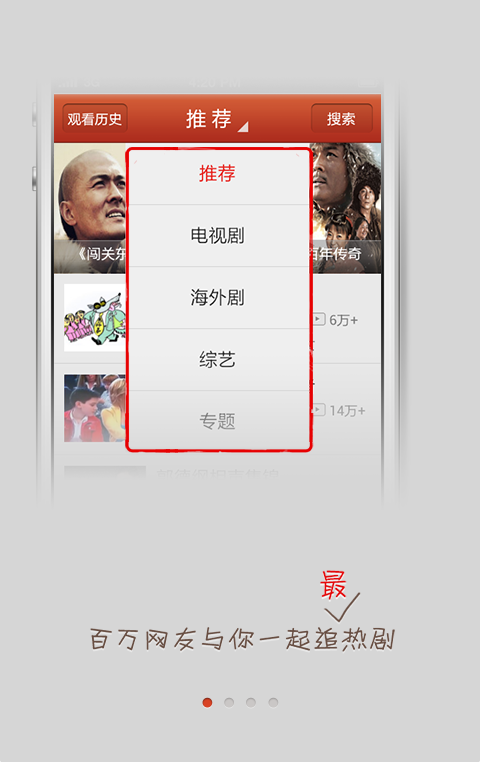 观看历史
推荐
搜索
推荐
电视剧
《闯关东
百年传奇
海外剧
6万+
综艺
专题
14万+
最
百万网友与你一起追热剧